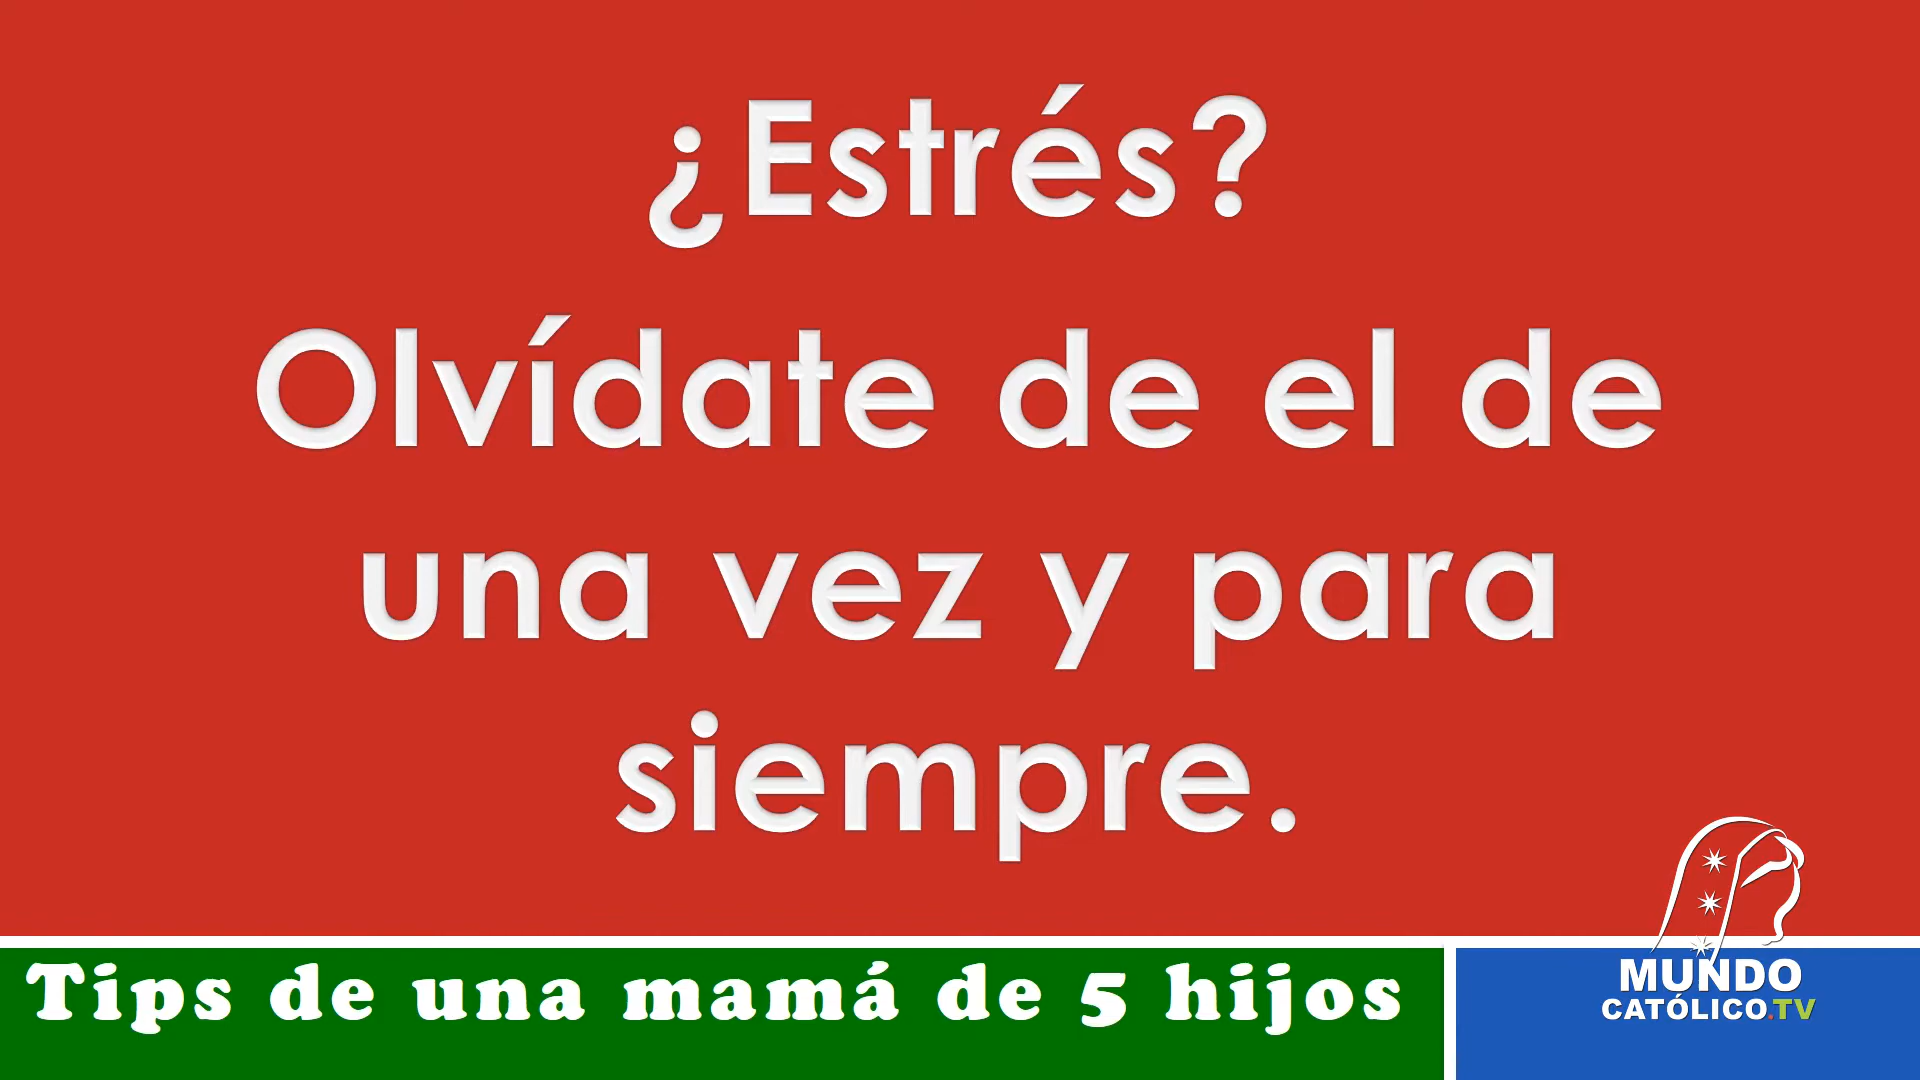 ¿Estrés?
Olvídate de el de
una vez y para
siempre.
Tips de una mamá de 5 hijos
MUNDO
CATÓLICO.TV